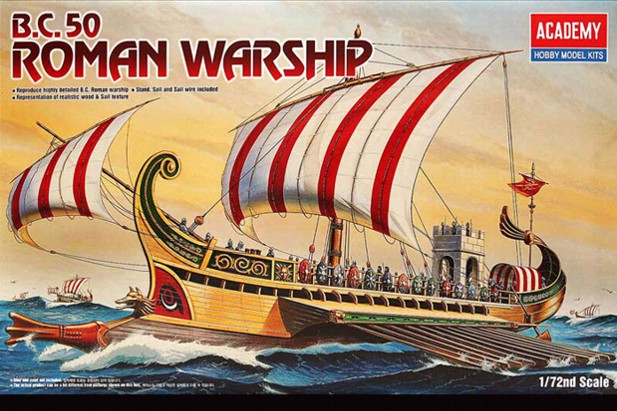 B.C. 50
ROMAN WARSHIP
ACADEMY
HOBBY MODEL KITS
● Reproduce highly detailed B.C. Roman warship ● Stand, Sail and Sail wire included
● Representation of realistic wood & Sail texture
1/72nd Scale